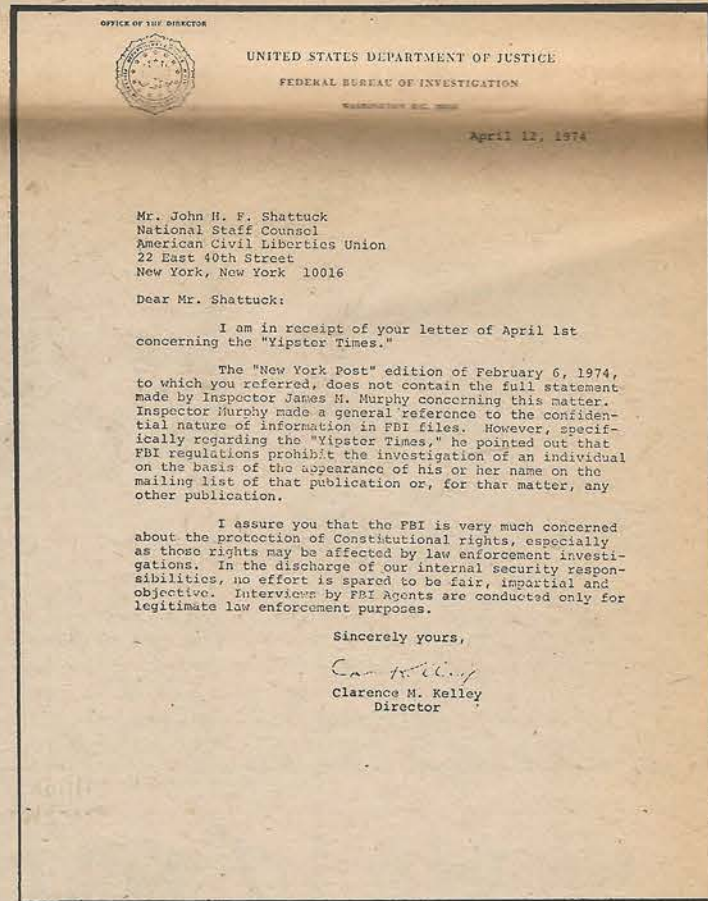 OFFICE OF THE DIRECTOR
UNITED STATES DEPARTMENT OF JUSTICE
FEDERAL BUREAU OF INVESTIGATION
WASHINGTON D.C.
April 12, 1974
Mr. John H. F. Shattuck
National Staff Counsel
American Civil Liberties Union
22 East 40th Street
New York, New York 10016
Dear Mr. Shattuck:
I am in receipt of your letter of April 1st
concerning the "Yipster Times."
The "New York Post" edition of February 6, 1974,
to which you referred, does not contain the full statement
made by Inspector James M. Murphy concerning this matter.
Inspector Murphy made a general reference to the confiden-
tial nature of information in FBI files. However, specif-
ically regarding the "Yipster Times," he pointed out that
FBI regulations prohibit the investigation of an individual
on the basis of the appearance of his or her name on the
mailing list of that publication or, for that matter, any
other publication.
I assure you that the FBI is very much concerned
about the protection of Constitutional rights, especially
as those rights may be affected by law enforcement investi-
gations. In the discharge of our internal security respon-
sibilities, no effort is spared to be fair, impartial and
objective. Interviews by FBI Agents are conducted only for
legitimate law enforcement purposes.
Sincerely yours,
Clarence M. Kelley
Director